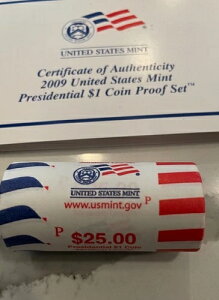 UNITED STATES MINT
Certificate of Authenticity
2009 United States Mint
Presidential $1 Coin Proof Set™
UNITED STATES MINT
www.usmint.gov P
P $25.00
Presidential $1 Coin